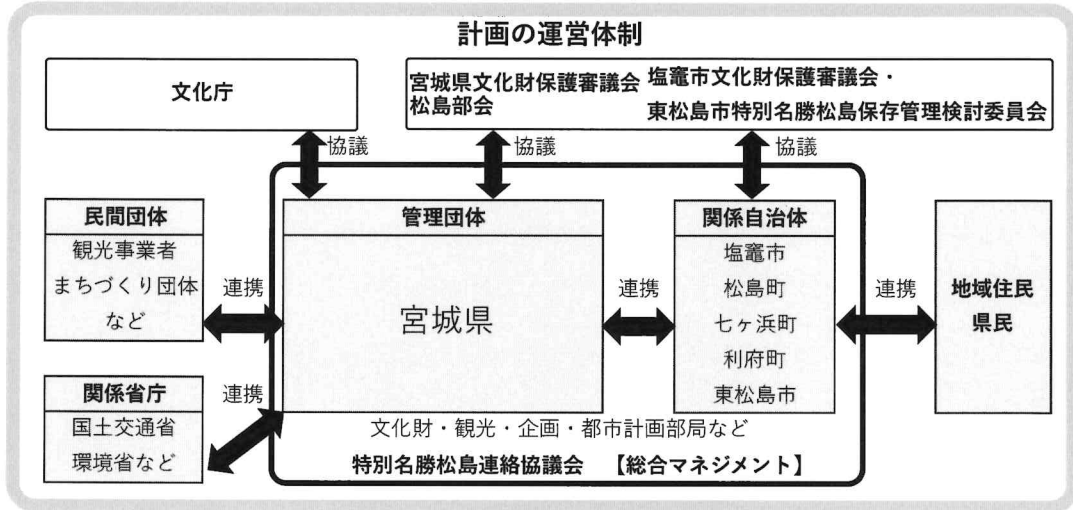 計画の運営体制
文化庁
宮城県文化財保護審議会
松島部会
塩竈市文化財保護審議会・
東松島市特別名勝松島保存管理検討委員会
協議
協議
協議
民間団体
観光事業者
まちづくり団体
など
連携
管理団体
宮城県
連携
関係自治体
塩竈市
松島町
七ヶ浜町
利府町
東松島市
連携
地域住民
県民
関係省庁
国土交通省
環境省など
連携
文化財・観光・企画・都市計画部局など
特別名勝松島連絡協議会 【総合マネジメント】